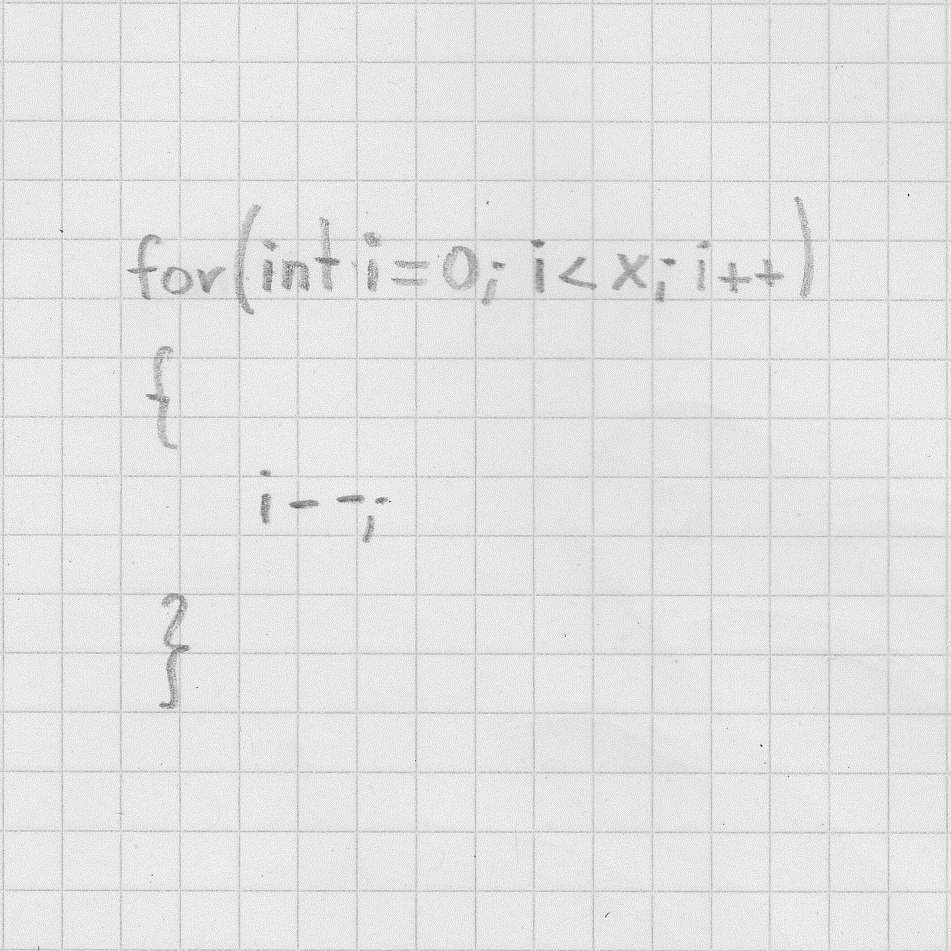 for(int i=0; i<x; i++)
{
i--;
}